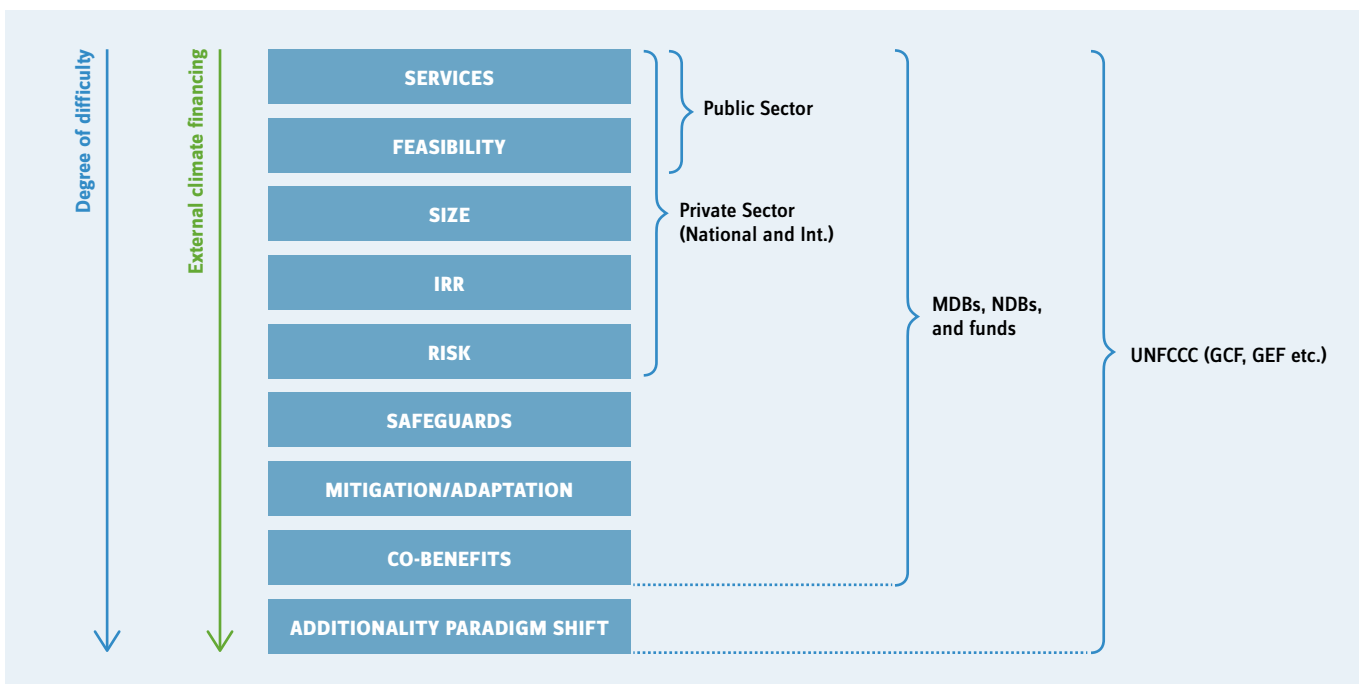 Degree of difficulty
External climate financing
SERVICES
FEASIBILITY
SIZE
IRR
RISK
SAFEGUARDS
MITIGATION/ADAPTATION
CO-BENEFITS
ADDITIONALITY PARADIGM SHIFT
Public Sector
Private Sector
(National and Int.)
MDBs, NDBs,
and funds
UNFCCC (GCF, GEF etc.)